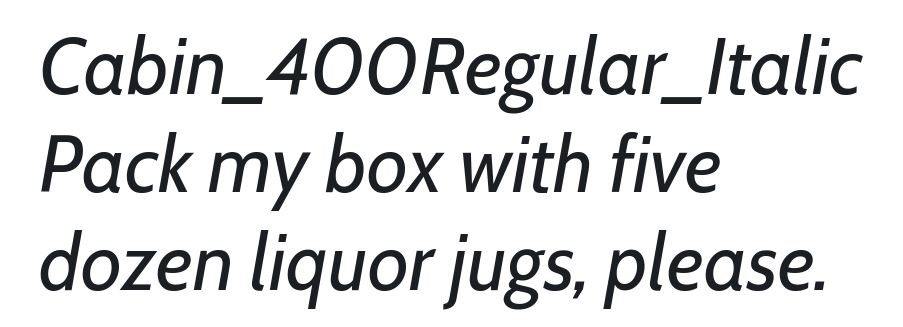 Cabin_400Regular_Italic
Pack my box with five
dozen liquor jugs, please.